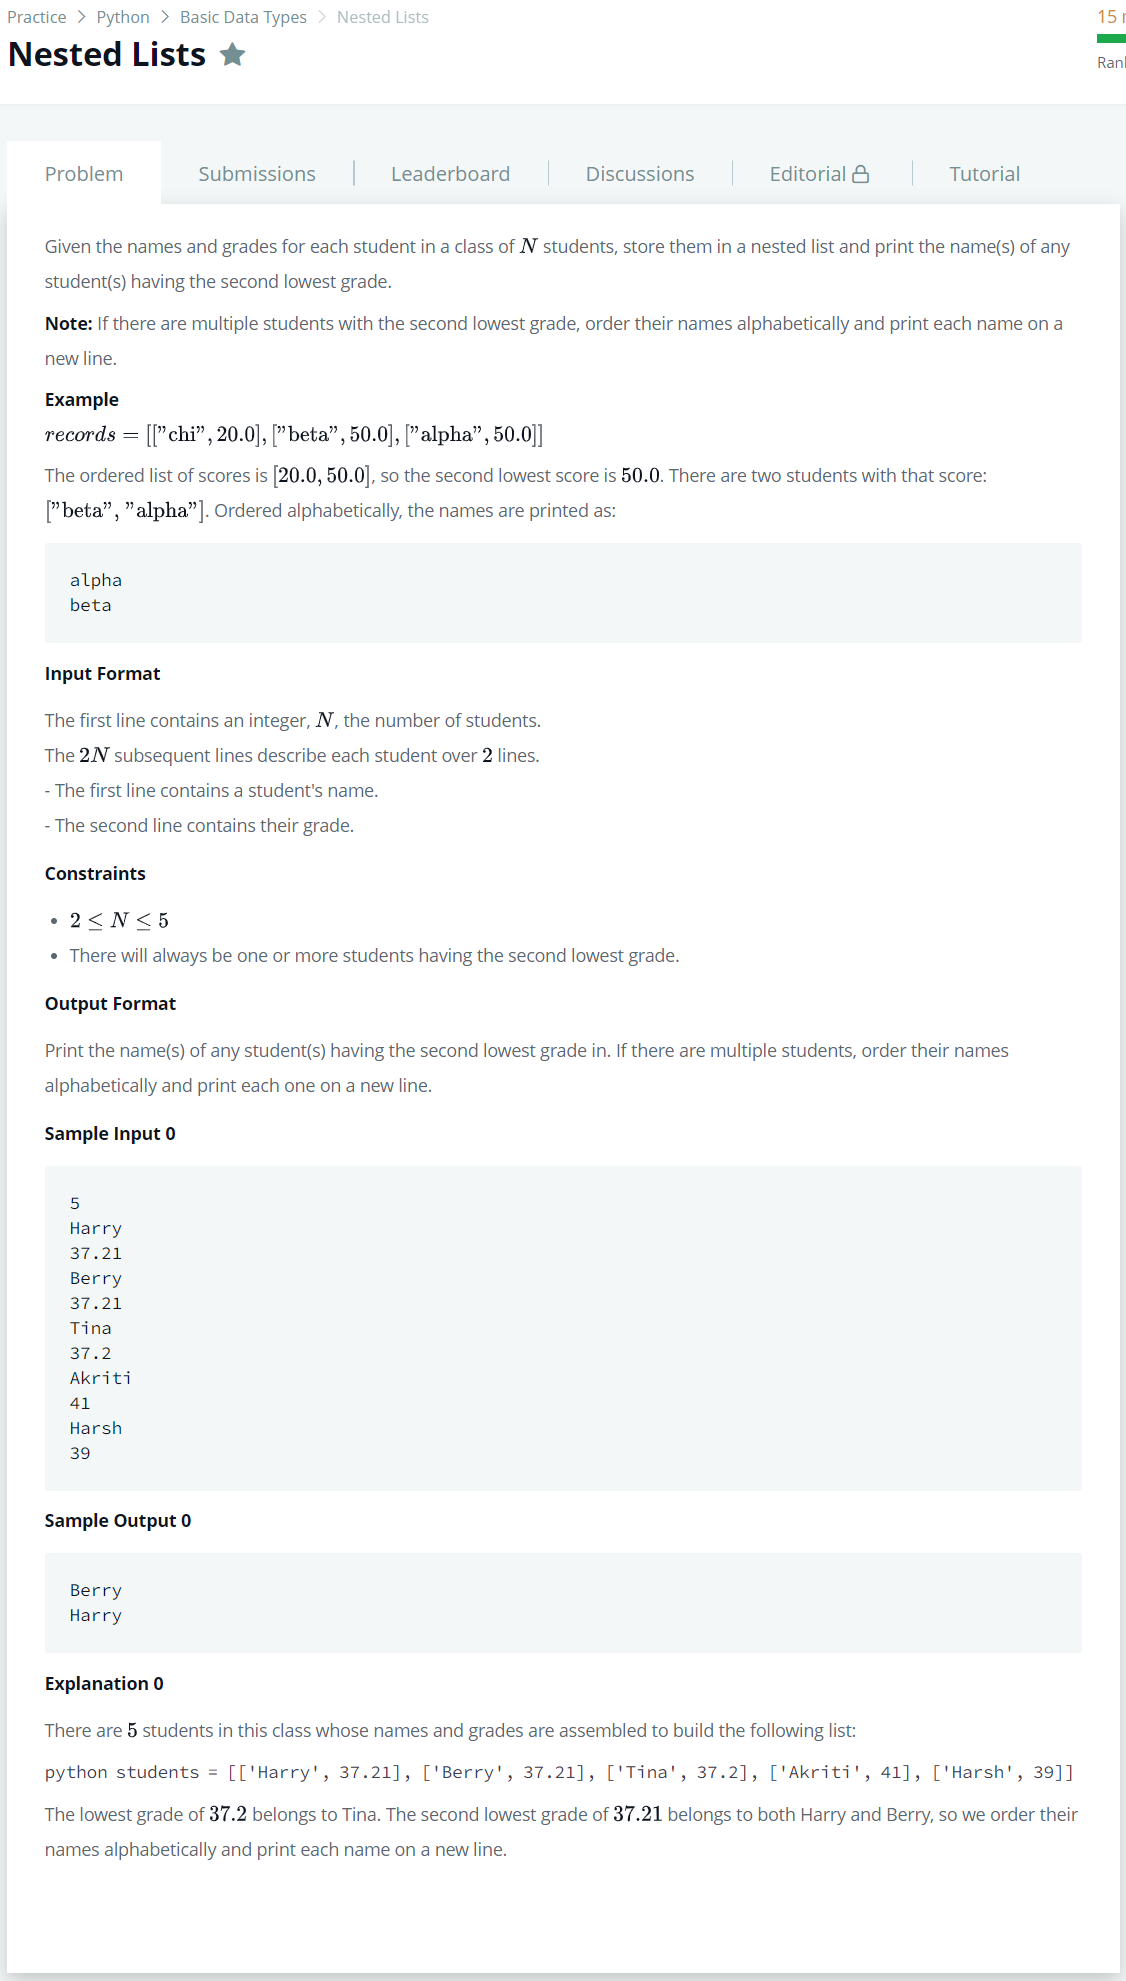 Practice > Python > Basic Data Types > Nested Lists
15
Nested Lists
Problem
Submissions
Leaderboard
Discussions
Editorial
Tutorial
Given the names and grades for each student in a class of N students, store them in a nested list and print the name(s) of any
student(s) having the second lowest grade.
Note: If there are multiple students with the second lowest grade, order their names alphabetically and print each name on a
new line.
Example
records = [["chi", 20.0], ["beta", 50.0], ["alpha", 50.0]]
The ordered list of scores is [20.0, 50.0], so the second lowest score is 50.0. There are two students with that score:
["beta", "alpha"]. Ordered alphabetically, the names are printed as:
alpha
beta
Input Format
The first line contains an integer, N, the number of students.
The 2N subsequent lines describe each student over 2 lines.
- The first line contains a student's name.
- The second line contains their grade.
Constraints
• 2 ≤ N ≤ 5
• There will always be one or more students having the second lowest grade.
Output Format
Print the name(s) of any student(s) having the second lowest grade in. If there are multiple students, order their names
alphabetically and print each one on a new line.
Sample Input 0
5
Harry
37.21
Berry
37.21
Tina
37.2
Akriti
41
Harsh
39
Sample Output 0
Berry
Harry
Explanation 0
There are 5 students in this class whose names and grades are assembled to build the following list:
python students = [['Harry', 37.21], ['Berry', 37.21], ['Tina', 37.2], ['Akriti', 41], ['Harsh', 39]]
The lowest grade of 37.2 belongs to Tina. The second lowest grade of 37.21 belongs to both Harry and Berry, so we order their
names alphabetically and print each name on a new line.